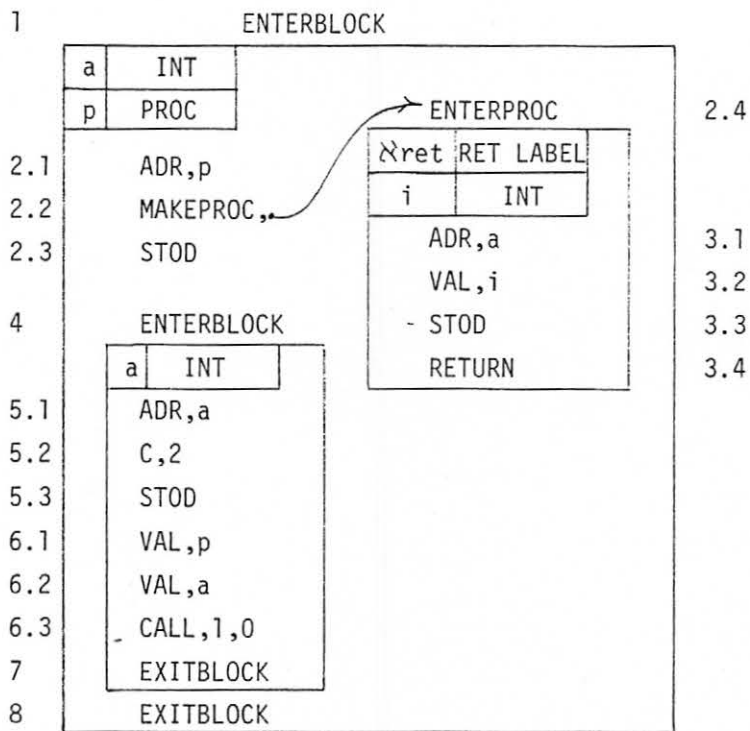 1 ENTERBLOCK
a INT
p PROC ENTERPROC 2.4
ℵret RET LABEL
2.1 ADR,p
i INT
2.2 MAKEPROC,
2.3 STOD ADR,a 3.1
VAL,i 3.2
4 ENTERBLOCK - STOD 3.3
a INT RETURN 3.4
5.1 ADR,a
5.2 C,2
5.3 STOD
6.1 VAL,p
6.2 VAL,a
6.3 CALL,1,0
7 EXITBLOCK
8 EXITBLOCK